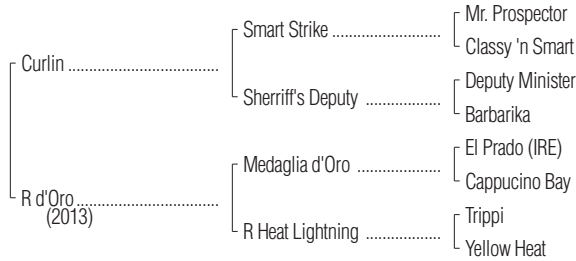 Mr. Prospector
Smart Strike ........................
Classy 'n Smart
Curlin .................................
Deputy Minister
Sherriff's Deputy ................
Barbarika
El Prado (IRE)
Medaglia d'Oro ..................
Cappucino Bay
R d'Oro .........................
(2013)
Trippi
R Heat Lightning ................
Yellow Heat